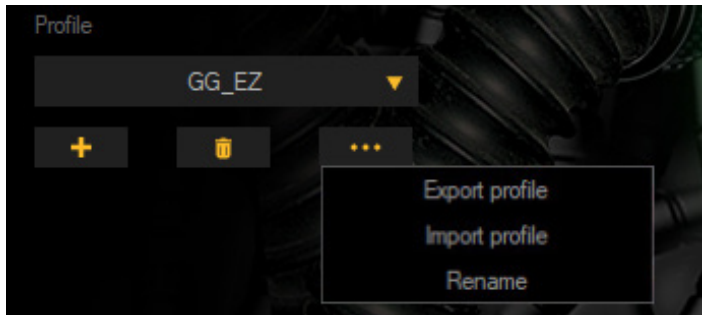 Profile
GG_EZ
Export profile
Import profile
Rename